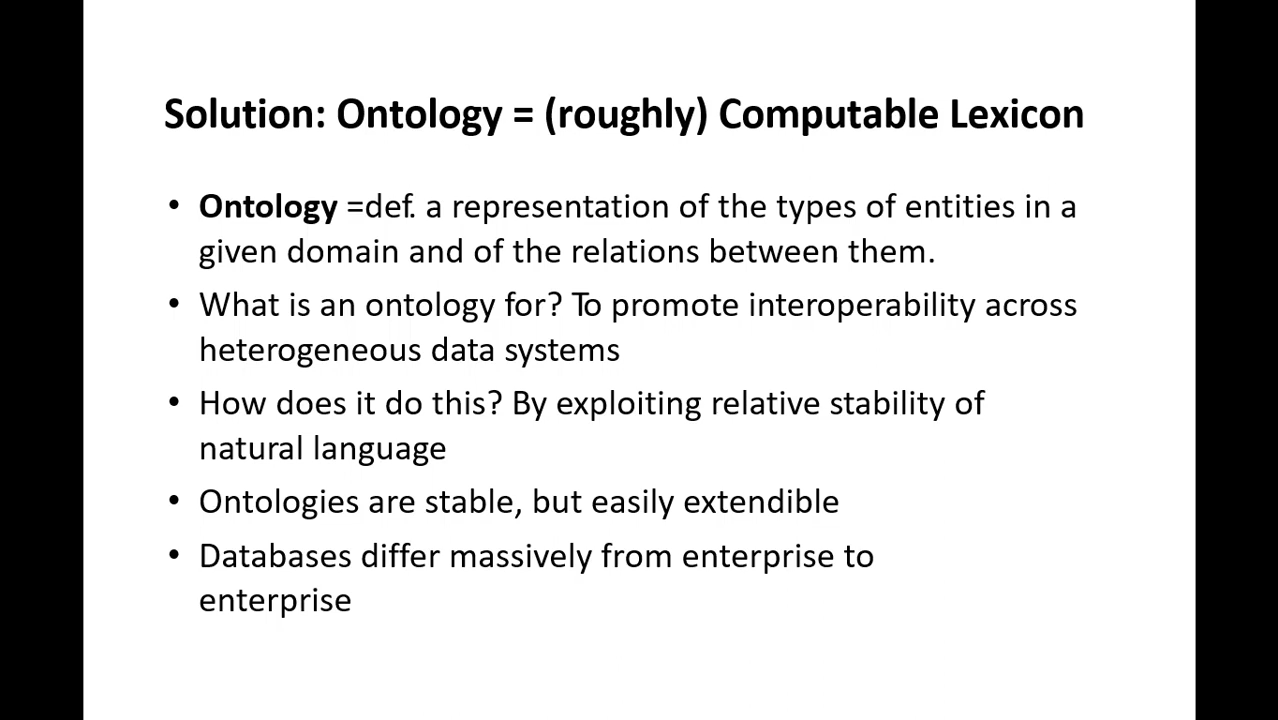 Solution: Ontology = (roughly) Computable Lexicon
• Ontology =def. a representation of the types of entities in a
given domain and of the relations between them.
• What is an ontology for? To promote interoperability across
heterogeneous data systems
• How does it do this? By exploiting relative stability of
natural language
• Ontologies are stable, but easily extendible
• Databases differ massively from enterprise to
enterprise